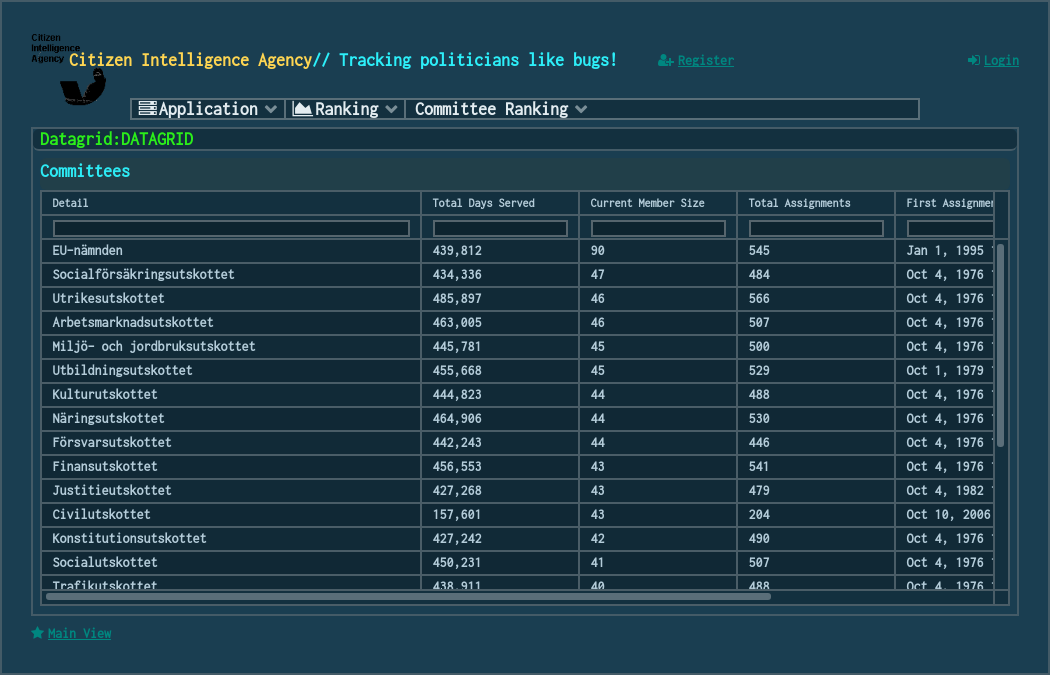 Citizen
Intelligence
Agency
Citizen Intelligence Agency// Tracking politicians like bugs!
Register
Login
Application
Ranking
Committee Ranking
Datagrid:DATAGRID
Committees
Detail Total Days Served Current Member Size Total Assignments First
EU-nämnden 439,812 90 545 Jan 1, 1995
Socialförsäkringsutskottet 434,336 47 484 Oct 4, 1976
Utrikesutskottet 485,897 46 566 Oct 4, 1976
Arbetsmarknadsutskottet 463,005 46 507 Oct 4, 1976
Miljö- och jordbruksutskottet 445,781 45 500 Oct 4, 1976
Utbildningsutskottet 455,668 45 529 Oct 1, 1979
Kulturutskottet 444,823 44 488 Oct 4, 1976
Näringsutskottet 464,906 44 530 Oct 4, 1976
Försvarsutskottet 442,243 44 446 Oct 4, 1976
Finansutskottet 456,553 43 541 Oct 4, 1976
Justitieutskottet 427,268 43 479 Oct 4, 1982
Civilutskottet 157,601 43 204 Oct 10, 2006
Konstitutionsutskottet 427,242 42 490 Oct 4, 1976
Socialutskottet 450,231 41 507 Oct 4, 1976
Trafikutskottet 438,911 40 488 Oct 4, 1976
Main View